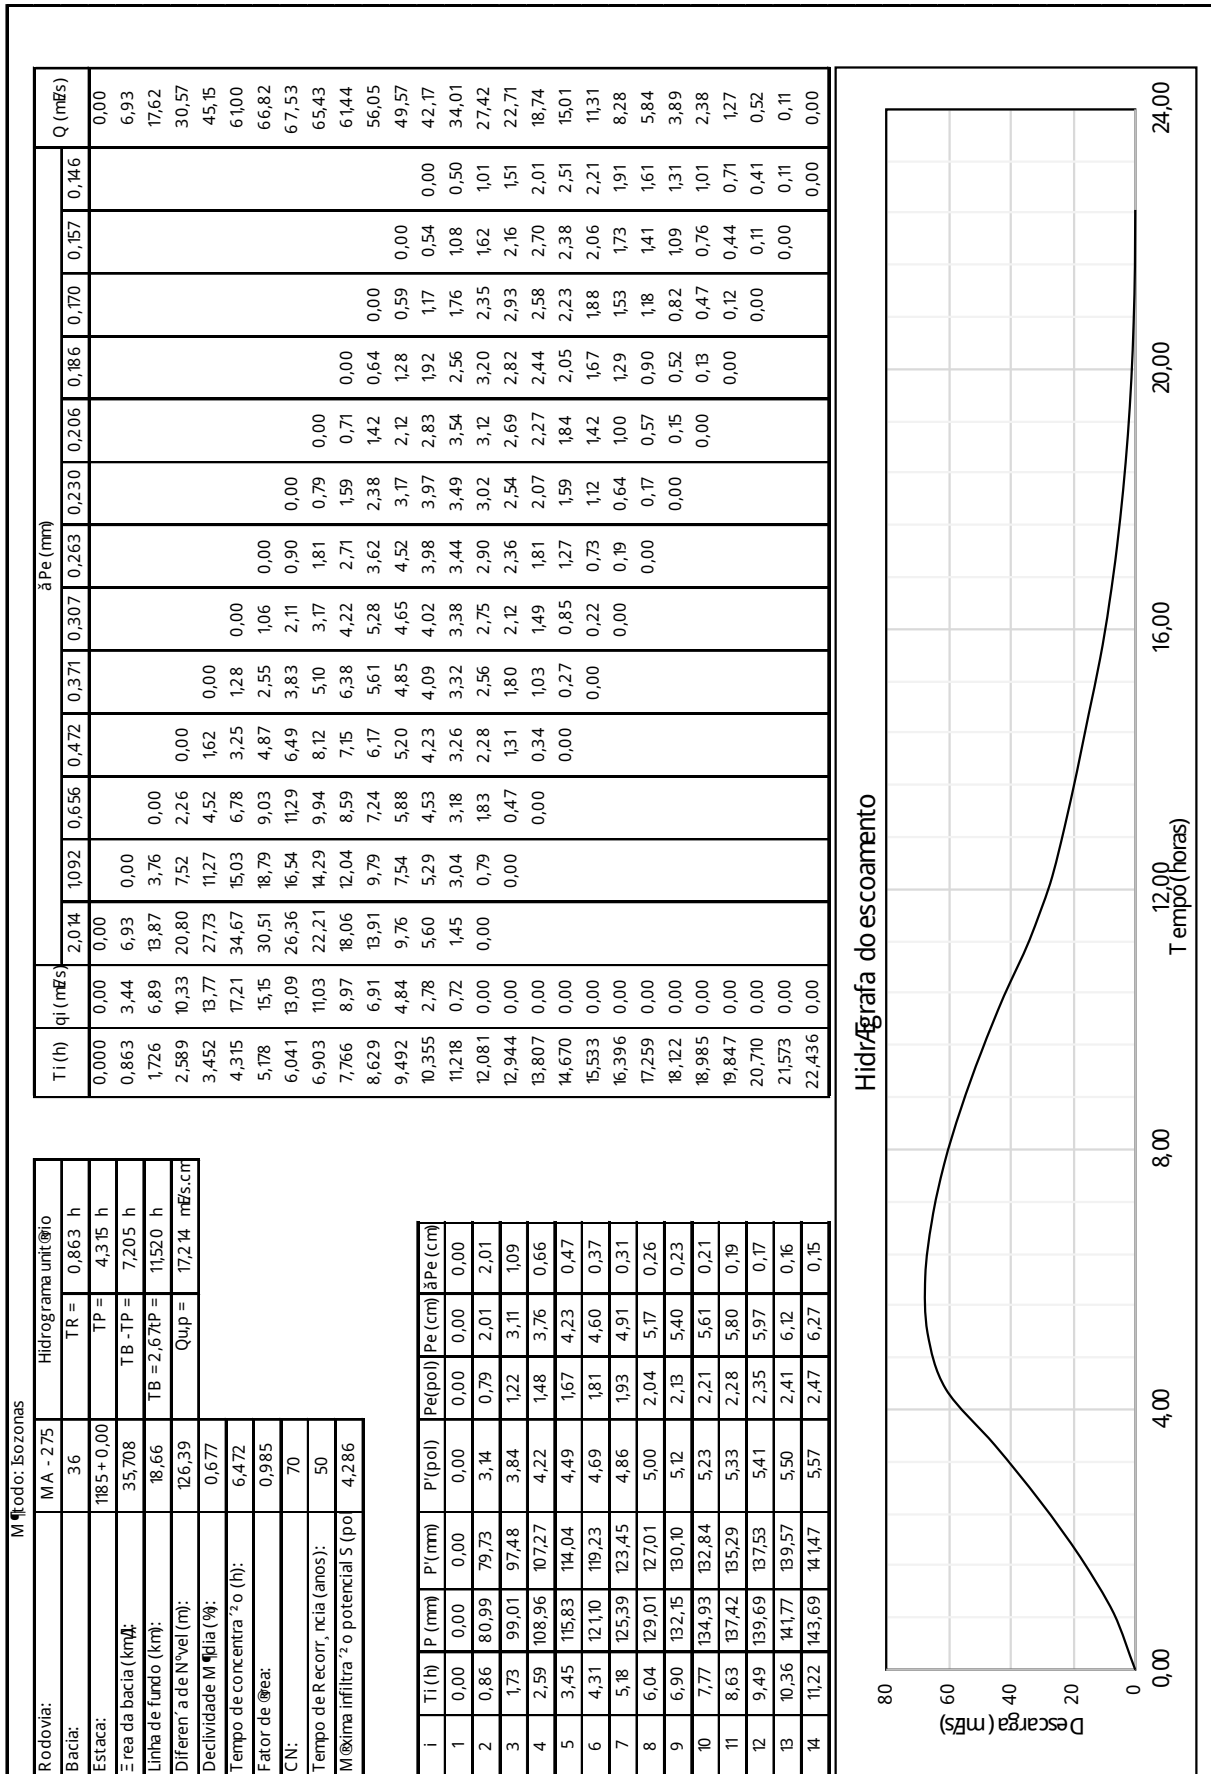 M¶todo: Isozonas
Rodovia: MA - 275 Hidrograma unit®rio
Bacia: 36 TR = 0,863 h
Estaca: 1185 + 0,00 TP = 4,315 h
Ξrea da bacia (km): 35,708 TB - TP = 7,205 h
Linha de fundo (km): 18,66 TB = 2,67tP = 11,520 h
Diferen´a de Nºvel (m): 126,39 Qu,p = 17,214 m/s.cm
Declividade M¶dia (%): 0,677
Tempo de concentra´²o (h): 6,472
Fator de ®rea: 0,985
CN: 70
Tempo de Recorr‚ncia (anos): 50
M®xima infiltra´²o potencial S (po 4,286
i Ti (h) P (mm) P'(mm) P'(pol) Pe(pol) Pe (cm) ăPe (cm)
1 0,00 0,00 0,00 0,00 0,00 0,00 0,00
2 0,86 80,99 79,73 3,14 0,79 2,01 2,01
3 1,73 99,01 97,48 3,84 1,22 3,11 1,09
4 2,59 108,96 107,27 4,22 1,48 3,76 0,66
5 3,45 115,83 114,04 4,49 1,67 4,23 0,47
6 4,31 121,10 119,23 4,69 1,81 4,60 0,37
7 5,18 125,39 123,45 4,86 1,93 4,91 0,31
8 6,04 129,01 127,01 5,00 2,04 5,17 0,26
9 6,90 132,15 130,10 5,12 2,13 5,40 0,23
10 7,77 134,93 132,84 5,23 2,21 5,61 0,21
11 8,63 137,42 135,29 5,33 2,28 5,80 0,19
12 9,49 139,69 137,53 5,41 2,35 5,97 0,17
13 10,36 141,77 139,57 5,50 2,41 6,12 0,16
14 11,22 143,69 141,47 5,57 2,47 6,27 0,15
Ti (h) qi (m/s) ăPe (mm) Q (m/s)
2,014 1,092 0,656 0,472 0,371 0,307 0,263 0,230 0,206 0,186 0,170 0,157 0,146
0,000 0,00 0,00 0,00
0,863 3,44 6,93 0,00 6,93
1,726 6,89 13,87 3,76 0,00 17,62
2,589 10,33 20,80 7,52 2,26 0,00 30,57
3,452 13,77 27,73 11,27 4,52 1,62 0,00 45,15
4,315 17,21 34,67 15,03 6,78 3,25 1,28 0,00 61,00
5,178 15,15 30,51 18,79 9,03 4,87 2,55 1,06 0,00 66,82
6,041 13,09 26,36 16,54 11,29 6,49 3,83 2,11 0,90 0,00 67,53
6,903 11,03 22,21 14,29 9,94 8,12 5,10 3,17 1,81 0,79 0,00 65,43
7,766 8,97 18,06 12,04 8,59 7,15 6,38 4,22 2,71 1,59 0,71 0,00 61,44
8,629 6,91 13,91 9,79 7,24 6,17 5,61 5,28 3,62 2,38 1,42 0,64 0,00 56,05
9,492 4,84 9,76 7,54 5,88 5,20 4,85 4,65 4,52 3,17 2,12 1,28 0,59 0,00 49,57
10,355 2,78 5,60 5,29 4,53 4,23 4,09 4,02 3,98 3,97 2,83 1,92 1,17 0,54 0,00 42,17
11,218 0,72 1,45 3,04 3,18 3,26 3,32 3,38 3,44 3,49 3,54 2,56 1,76 1,08 0,50 34,01
12,081 0,00 0,00 0,79 1,83 2,28 2,56 2,75 2,90 3,02 3,12 3,20 2,35 1,62 1,01 27,42
12,944 0,00 0,00 0,47 1,31 1,80 2,12 2,36 2,54 2,69 2,82 2,93 2,16 1,51 22,71
13,807 0,00 0,00 0,34 1,03 1,49 1,81 2,07 2,27 2,44 2,58 2,70 2,01 18,74
14,670 0,00 0,00 0,27 0,85 1,27 1,59 1,84 2,05 2,23 2,38 2,51 15,01
15,533 0,00 0,00 0,22 0,73 1,12 1,42 1,67 1,88 2,06 2,21 11,31
16,396 0,00 0,00 0,19 0,64 1,00 1,29 1,53 1,73 1,91 8,28
17,259 0,00 0,00 0,17 0,57 0,90 1,18 1,41 1,61 5,84
18,122 0,00 0,00 0,15 0,52 0,82 1,09 1,31 3,89
18,985 0,00 0,00 0,13 0,47 0,76 1,01 2,38
19,847 0,00 0,00 0,12 0,44 0,71 1,27
20,710 0,00 0,00 0,11 0,41 0,52
21,573 0,00 0,00 0,11 0,11
22,436 0,00 0,00 0,00
HidrÆgrafa do escoamento
80
60
40
20
0
Descarga (m/s)
0,00 4,00 8,00 12,00 16,00 20,00 24,00
Tempo (horas)